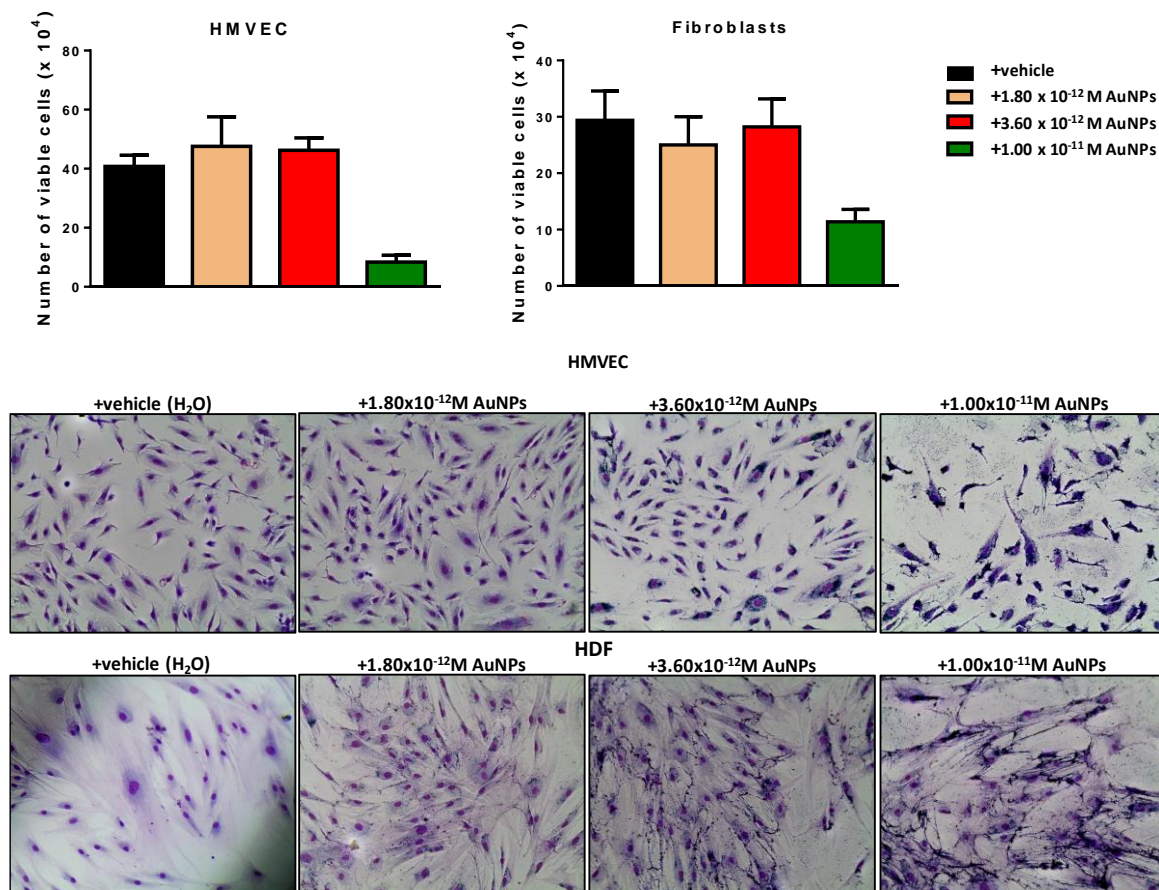 HMVEC
Number of viable cells (x 10⁴)
80
60
40
20
0
Fibroblasts
Number of viable cells (x 10⁴)
40
30
20
10
0
+vehicle
+1.80 x 10⁻¹² M AuNPs
+3.60 x 10⁻¹² M AuNPs
+1.00 x 10⁻¹¹ M AuNPs
HMVEC
+vehicle (H₂O)
+1.80x10⁻¹²M AuNPs
+3.60x10⁻¹²M AuNPs
+1.00x10⁻¹¹M AuNPs
HDF
+vehicle (H₂O)
+1.80x10⁻¹²M AuNPs
+3.60x10⁻¹²M AuNPs
+1.00x10⁻¹¹M AuNPs